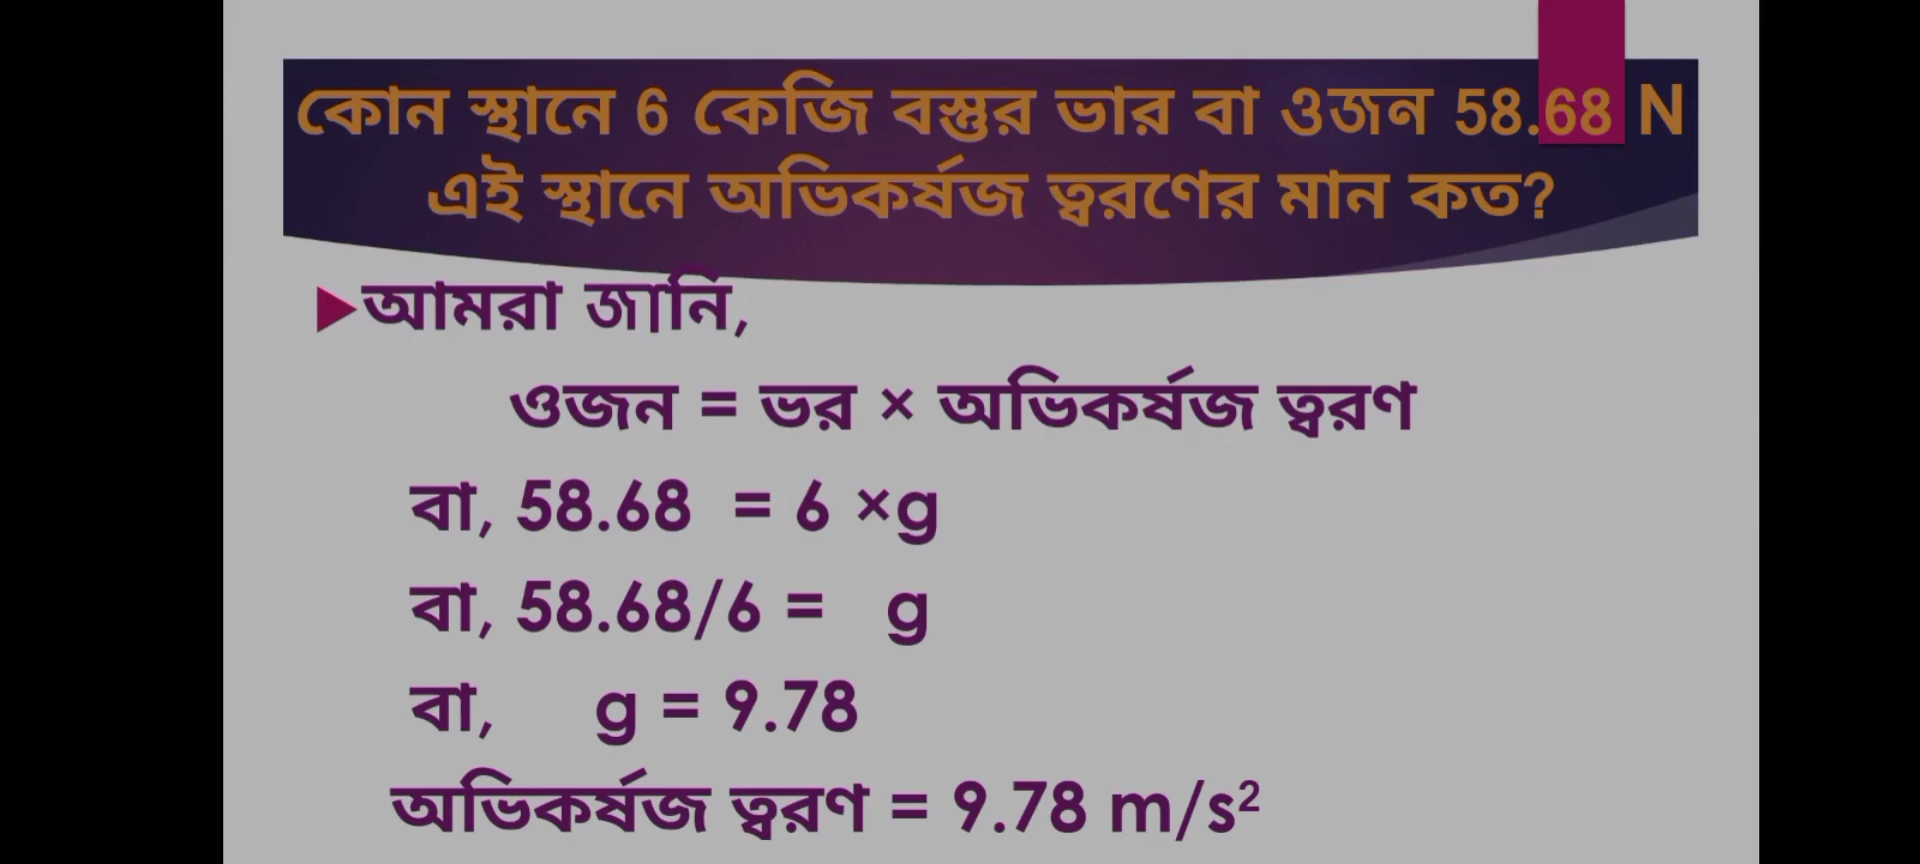 কোন স্থানে 6 কেজি বস্তুর ভার বা ওজন 58.68 N
এই স্থানে অভিকর্ষজ ত্বরণের মান কত?
আমরা জানি,
ওজন = ভর × অভিকর্ষজ ত্বরণ
বা, 58.68 = 6 ×g
বা, 58.68/6 = g
বা, g = 9.78
অভিকর্ষজ ত্বরণ = 9.78 m/s²